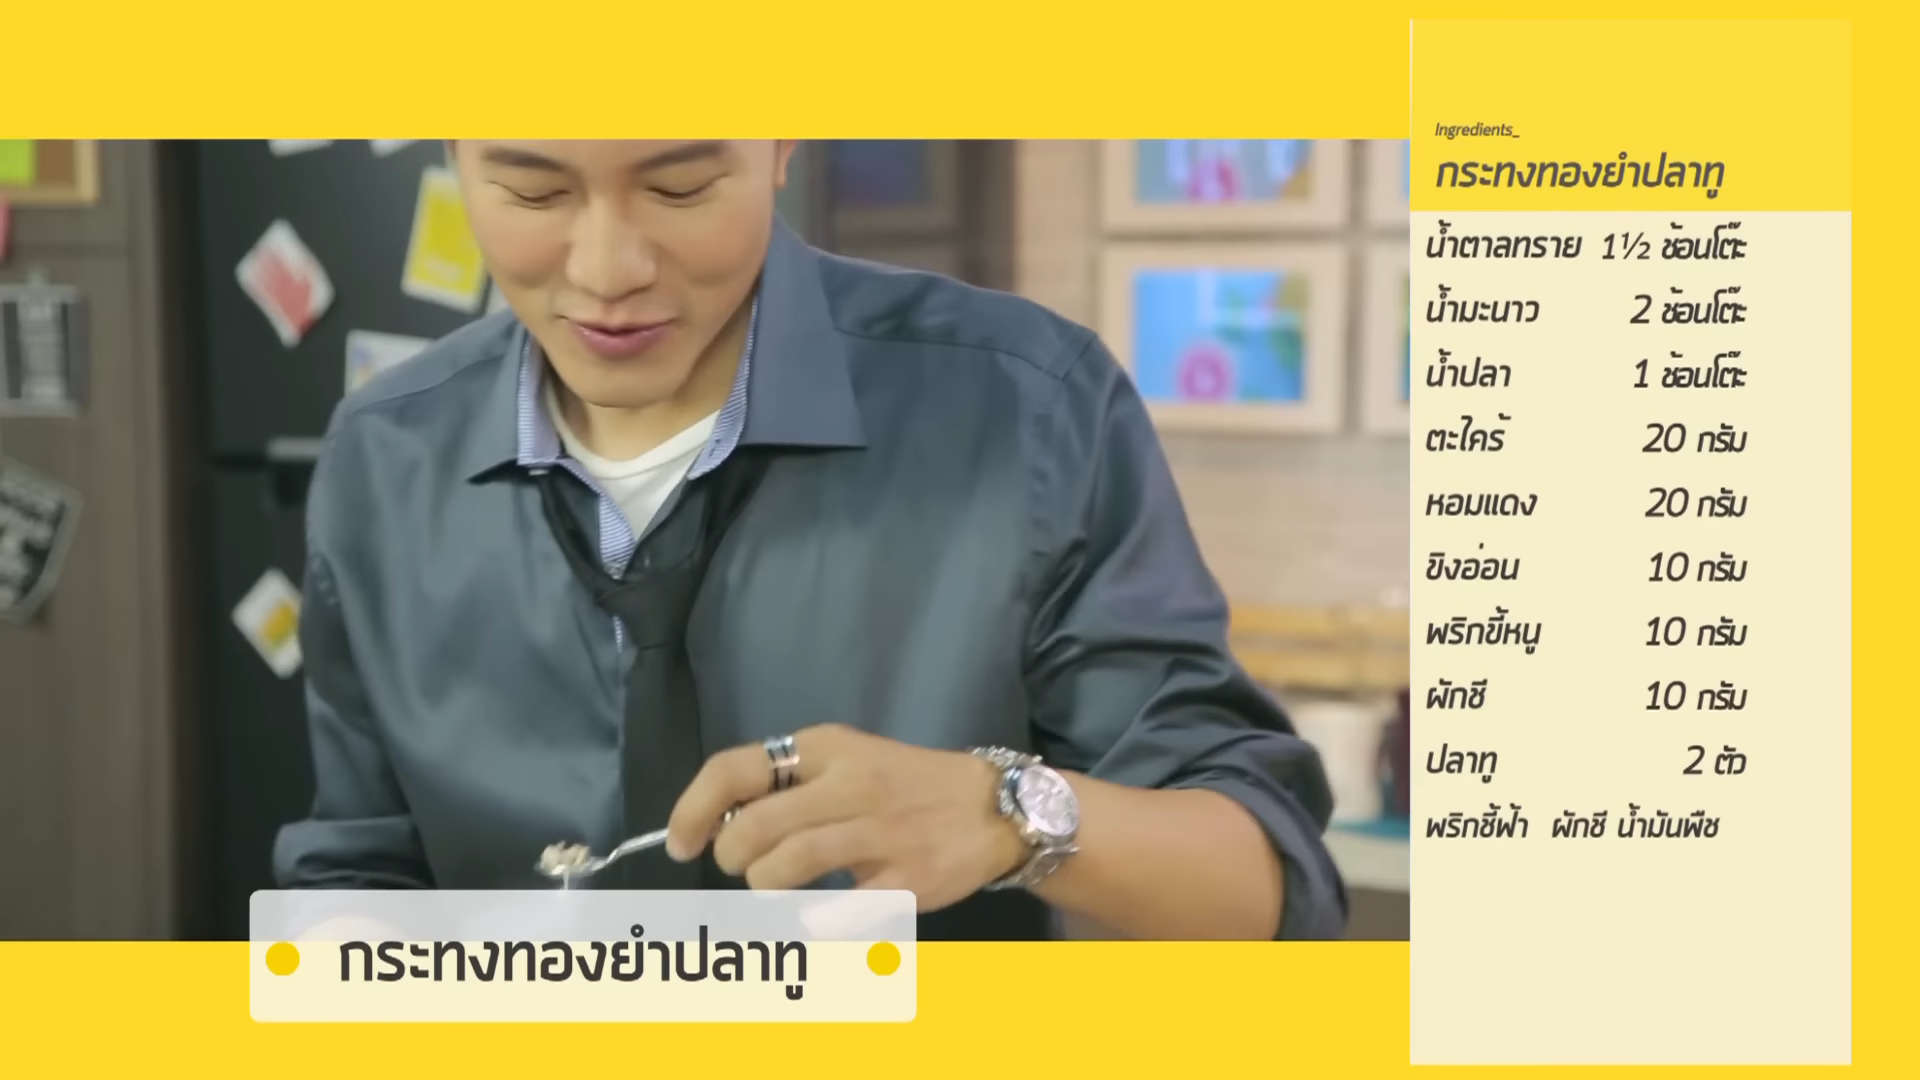 Ingredients_
กระทงทองยำปลาทู
น้ำตาลทราย 1½ ช้อนโต๊ะ
น้ำมะนาว 2 ช้อนโต๊ะ
น้ำปลา 1 ช้อนโต๊ะ
ตะไคร้ 20 กรัม
หอมแดง 20 กรัม
ขิงอ่อน 10 กรัม
พริกขี้หนู 10 กรัม
ผักชี 10 กรัม
ปลาทู 2 ตัว
พริกชี้ฟ้า ผักชี น้ำมันพืช
กระทงทองยำปลาทู